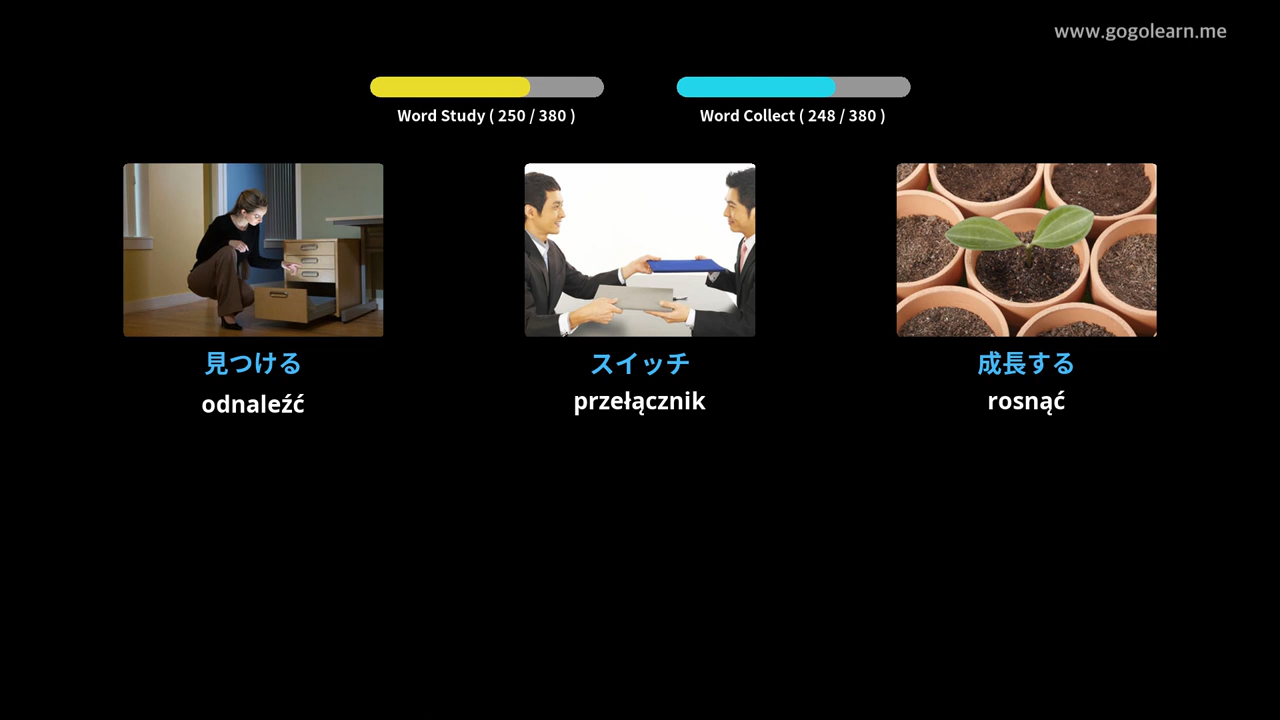 www.gogolearn.me
Word Study ( 250 / 380 )
Word Collect ( 248 / 380 )
見つける
スイッチ
成長する
odnaleźć
przełącznik
rosnąć